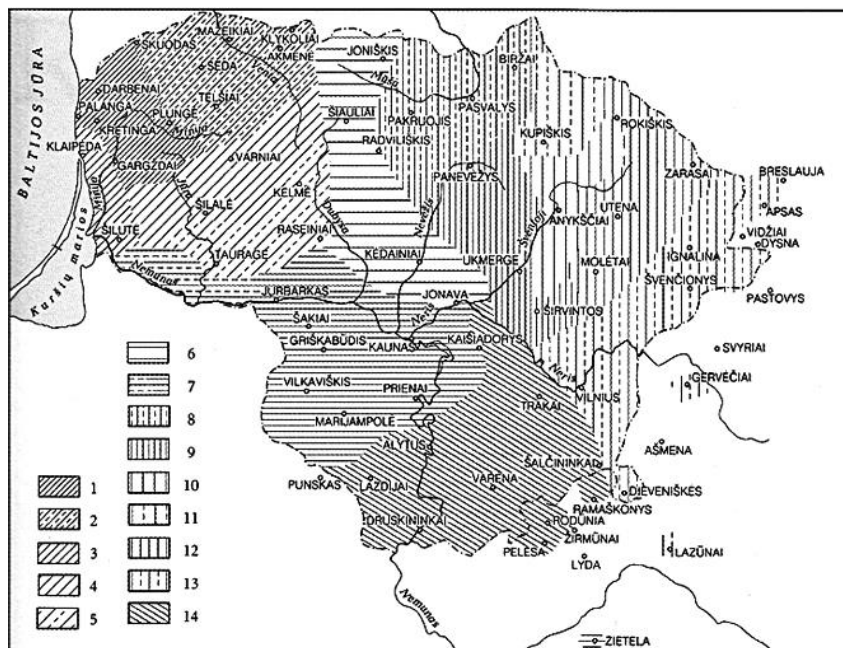 MAŽEIKIAI
KLYKOLIAI
SKUODAS
AKMENĖ
JONIŠKIS
BIRŽAI
SEDA
Venta
Mūša
DARBĖNAI
TELŠIAI
PASVALYS
PALANGA
PLUNGĖ
ŠIAULIAI
PAKRUOJIS
ROKIŠKIS
KRETINGA
Minija
KUPIŠKIS
BALTIJOS JŪRA
KLAIPĖDA
RADVILIŠKIS
GARGŽDAI
VARNIAI
PANEVĖŽYS
ZARASAI
BRESLAUJA
Jūra
KELMĖ
Dubysa
Nevėžis
Šventoji
UTENA
APSAS
ŠILALĖ
ANYKŠČIAI
VIDŽIAI
ŠILUTĖ
RASEINIAI
DYSNA
TAURAGĖ
KĖDAINIAI
UKMERGĖ
MOLĖTAI
IGNALINA
Kuršių marios
Nemunas
ŠVENČIONYS
PASTOVYS
JURBARKAS
JONAVA
ŠIRVINTOS
ŠAKIAI
Neris
GRIŠKABŪDIS
KAUNAS
KAIŠIADORYS
SVYRIAI
Neris
GERVĖČIAI
VILKAVIŠKIS
PRIENAI
VILNIUS
TRAKAI
MARIJAMPOLĖ
ALYTUS
AŠMENA
ŠALČININKAI
PUNSKAS
LAZDIJAI
VARĖNA
DIEVENIŠKĖS
RAMAŠKONYS
DRUSKININKAI
RODŪNIA
ŽIRMŪNAI
PELESA
LAZŪNAI
LYDA
Nemunas
ZIETELA
6
7
8
9
1 10
2 11
3 12
4 13
5 14